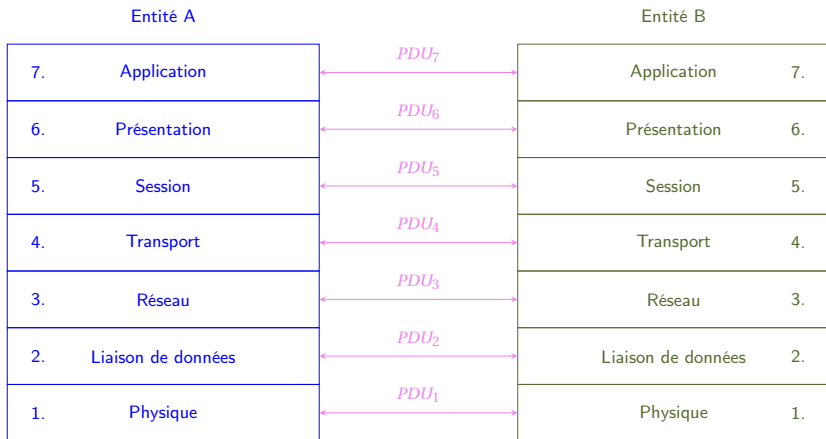 Entité A Entité B
7. Application PDU₇ Application 7.
6. Présentation PDU₆ Présentation 6.
5. Session PDU₅ Session 5.
4. Transport PDU₄ Transport 4.
3. Réseau PDU₃ Réseau 3.
2. Liaison de données PDU₂ Liaison de données 2.
1. Physique PDU₁ Physique 1.